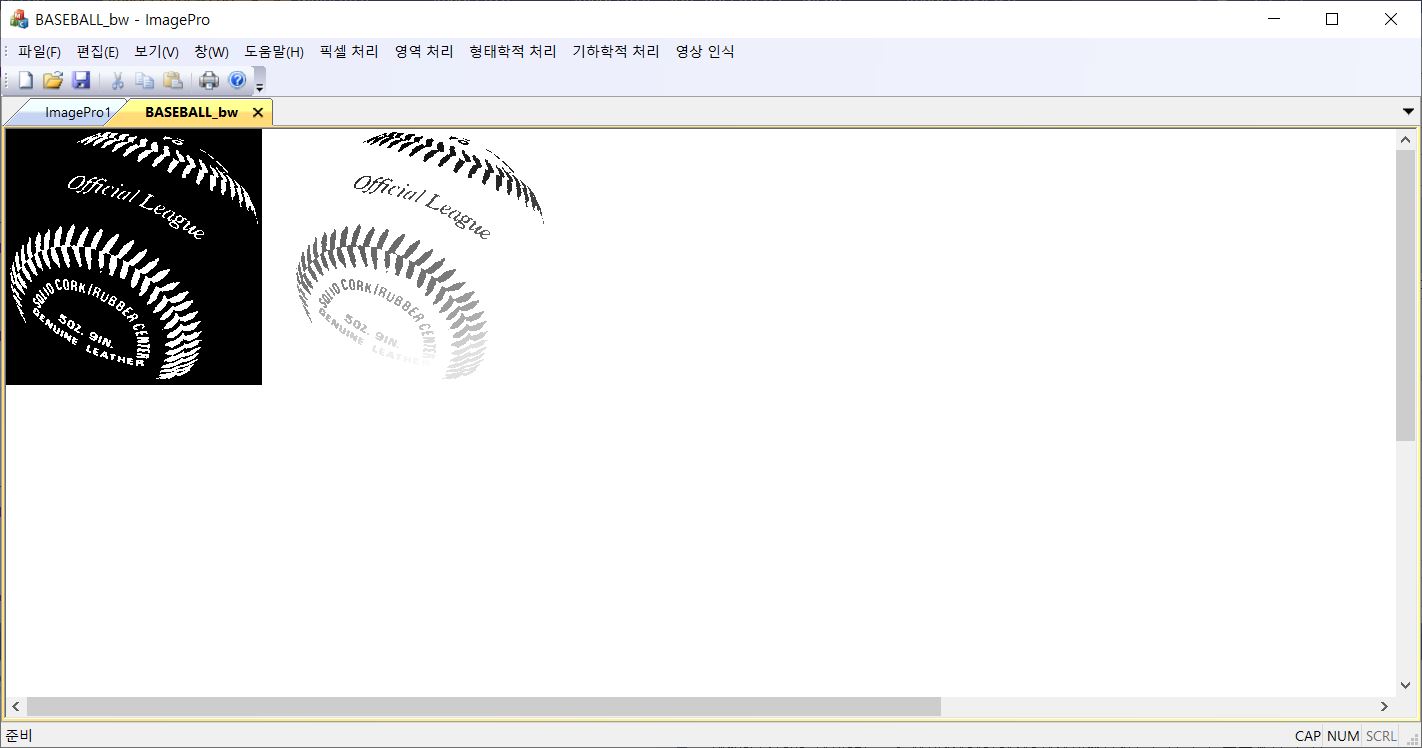 BASEBALL_bw - ImagePro
파일(F) 편집(E) 보기(V) 창(W) 도움말(H) 픽셀 처리 영역 처리 형태학적 처리 기하학적 처리 영상 인식
ImagePro1 BASEBALL_bw
Official League
Official League
SOLID CORK/RUBBER CENTER
SOLID CORK/RUBBER CENTER
5OZ. 9IN.
5OZ. 9IN.
GENUINE LEATHER
GENUINE LEATHER
준비 CAP NUM SCRL